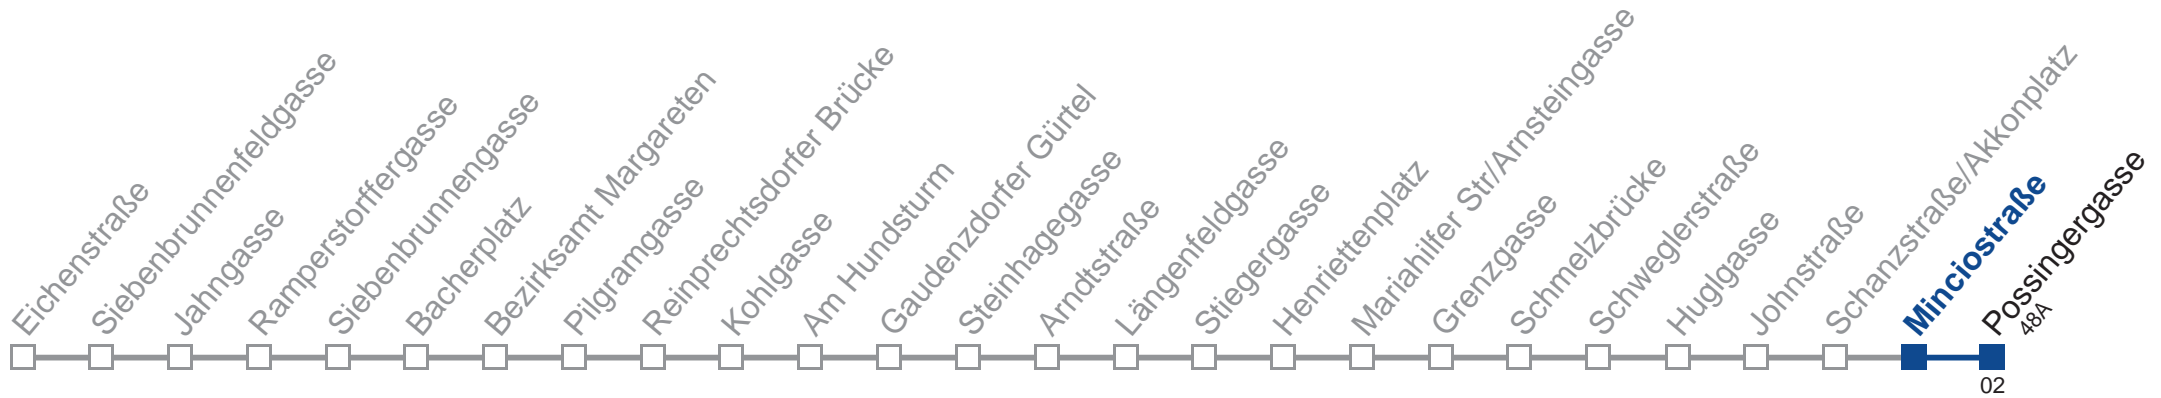 Eichenstraße
Siebenbrunnenfeldgasse
Jahngasse
Ramperstoffergasse
Siebenbrunnengasse
Bacherplatz
Bezirksamt Margareten
Pilgramgasse
Reinprechtsdorfer Brücke
Kohlgasse
Am Hundsturm
Gaudenzdorfer Gürtel
Steinhagegasse
Arndtstraße
Längenfeldgasse
Stiegergasse
Henriettenplatz
Mariahilfer Str/Arnsteingasse
Grenzgasse
Schmelzbrücke
Schweglerstraße
Huglgasse
Johnstraße
Schanzstraße/Akkonplatz
Minciostraße
Possingergasse
48A
02